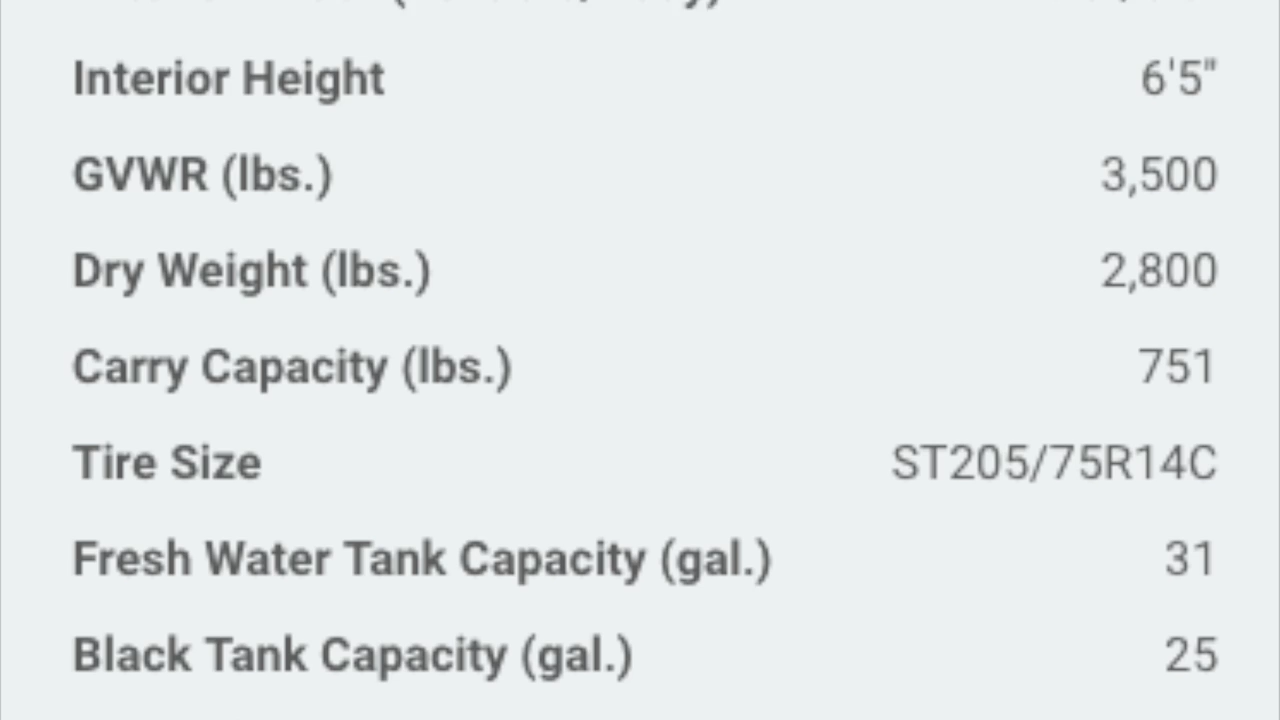 Interior Height 6'5"
GVWR (lbs.) 3,500
Dry Weight (lbs.) 2,800
Carry Capacity (lbs.) 751
Tire Size ST205/75R14C
Fresh Water Tank Capacity (gal.) 31
Black Tank Capacity (gal.) 25